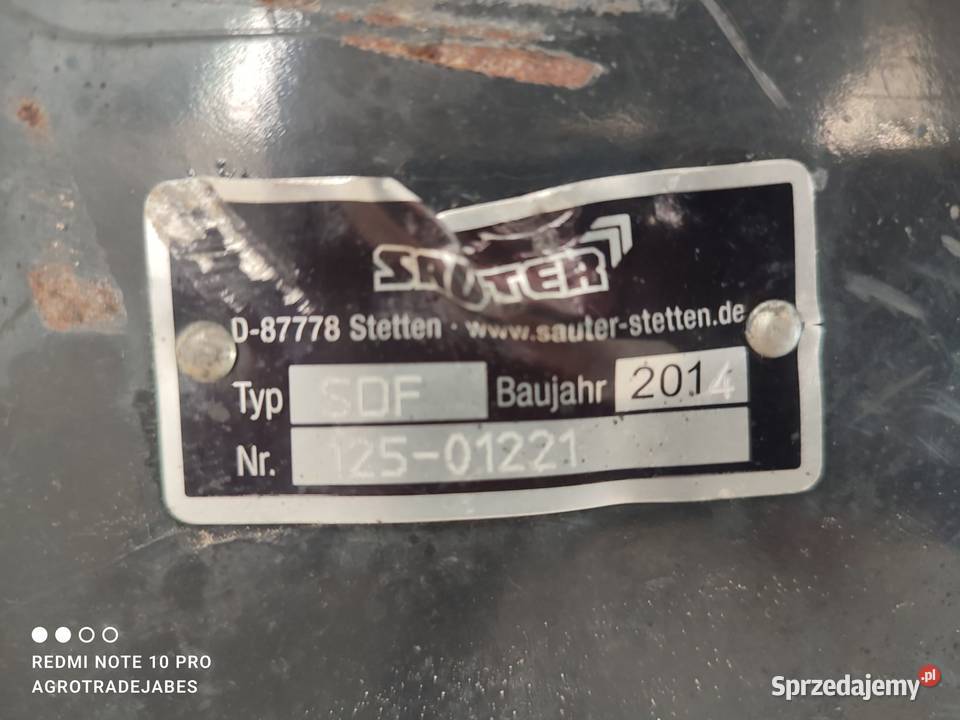 SAUTER
D-87778 Stetten · www.sauter-stetten.de
Typ SDF Baujahr 2014
Nr. 125-01221
REDMI NOTE 10 PRO
AGROTRADEJABES
Sprzedajemy.pl